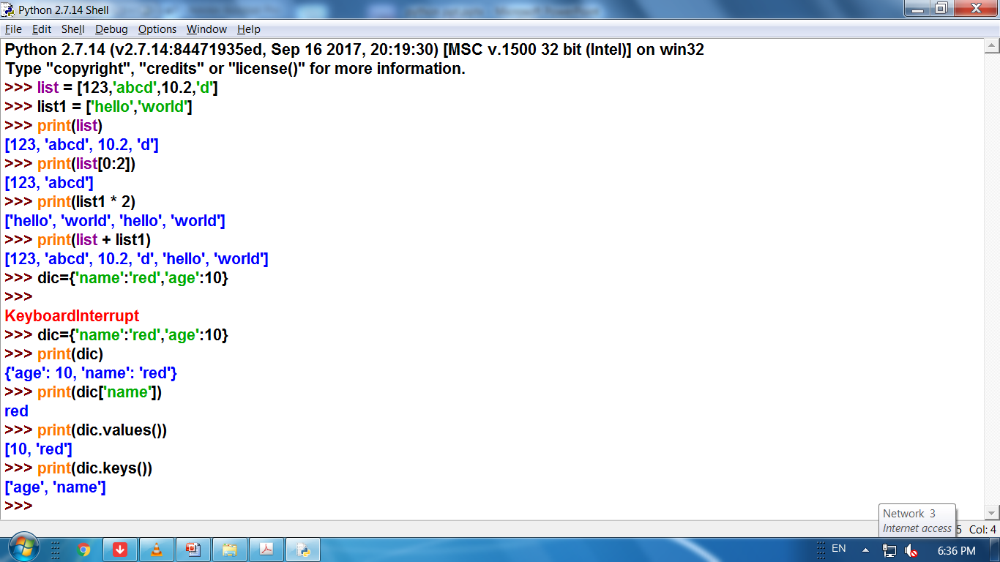 Python 2.7.14 Shell
File Edit Shell Debug Options Window Help
Python 2.7.14 (v2.7.14:84471935ed, Sep 16 2017, 20:19:30) [MSC v.1500 32 bit (Intel)] on win32
Type "copyright", "credits" or "license()" for more information.
>>> list = [123,'abcd',10.2,'d']
>>> list1 = ['hello','world']
>>> print(list)
[123, 'abcd', 10.2, 'd']
>>> print(list[0:2])
[123, 'abcd']
>>> print(list1 * 2)
['hello', 'world', 'hello', 'world']
>>> print(list + list1)
[123, 'abcd', 10.2, 'd', 'hello', 'world']
>>> dic={'name':'red','age':10}
>>>
KeyboardInterrupt
>>> dic={'name':'red','age':10}
>>> print(dic)
{'age': 10, 'name': 'red'}
>>> print(dic['name'])
red
>>> print(dic.values())
[10, 'red']
>>> print(dic.keys())
['age', 'name']
>>>
Network 3
Internet access
5 Col: 4
EN
6:36 PM